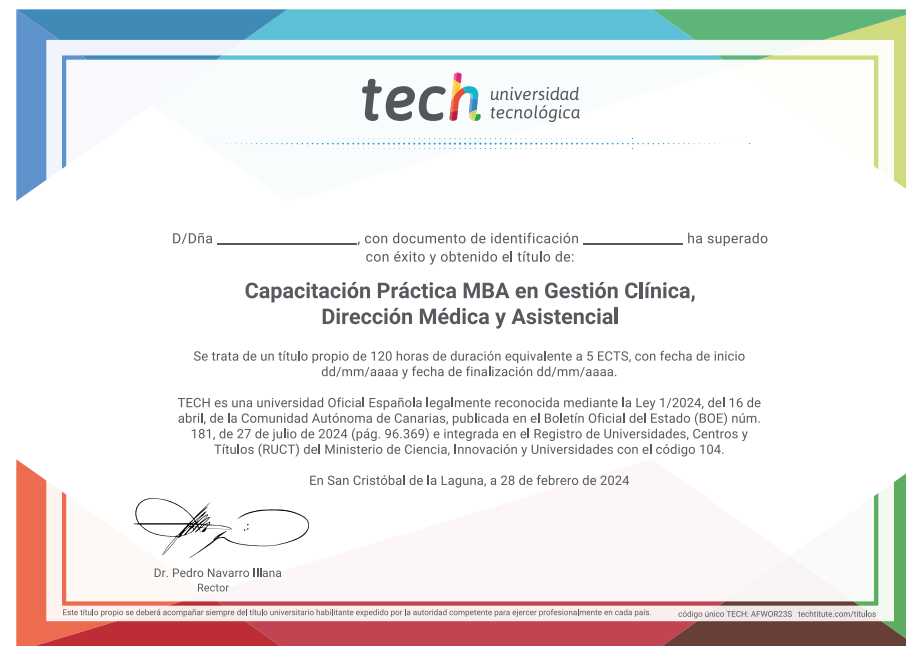 tech universidad
tecnológica
D/Dña ____________________, con documento de identificación ______________ ha superado
con éxito y obtenido el título de:
Capacitación Práctica MBA en Gestión Clínica,
Dirección Médica y Asistencial
Se trata de un título propio de 120 horas de duración equivalente a 5 ECTS, con fecha de inicio
dd/mm/aaaa y fecha de finalización dd/mm/aaaa.
TECH es una universidad Oficial Española legalmente reconocida mediante la Ley 1/2024, del 16 de
abril, de la Comunidad Autónoma de Canarias, publicada en el Boletín Oficial del Estado (BOE) núm.
181, de 27 de julio de 2024 (pág. 96.369) e integrada en el Registro de Universidades, Centros y
Títulos (RUCT) del Ministerio de Ciencia, Innovación y Universidades con el código 104.
En San Cristóbal de la Laguna, a 28 de febrero de 2024
Dr. Pedro Navarro Illana
Rector
Este título propio se deberá acompañar siempre del título universitario habilitante expedido por la autoridad competente para ejercer profesionalmente en cada país.
código único TECH: AFWOR23S techtitute.com/titulos